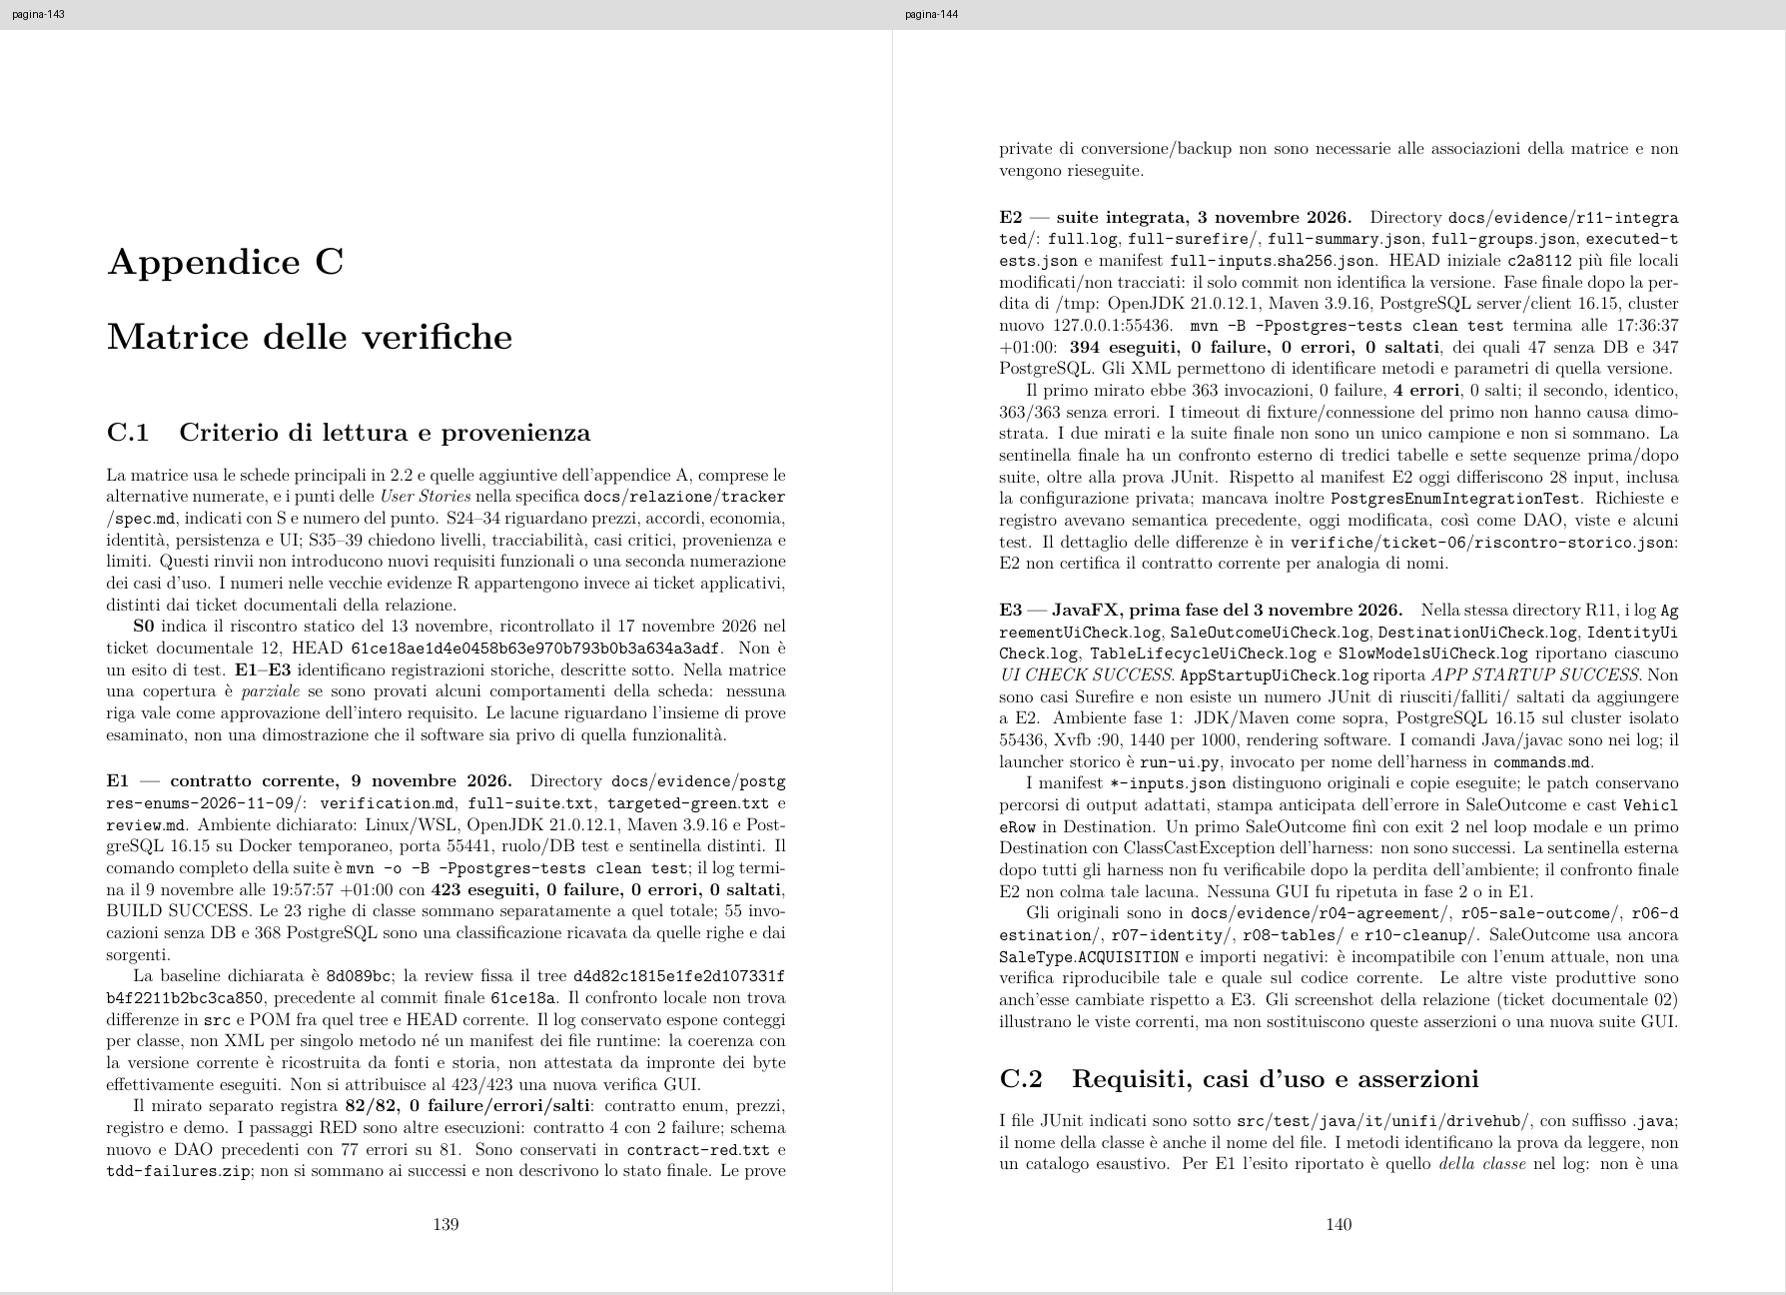 pagina-143
Appendice C
Matrice delle verifiche
C.1 Criterio di lettura e provenienza
La matrice usa le schede principali in 2.2 e quelle aggiuntive dell'appendice A, comprese le
alternative numerate, e i punti delle User Stories nella specifica docs/relazione/tracker
/spec.md, indicati con S e numero del punto. S24–34 riguardano prezzi, accordi, economia,
identità, persistenza e UI; S35–39 chiedono livelli, tracciabilità, casi critici, provenienza e
limiti. Questi rinvii non introducono nuovi requisiti funzionali o una seconda numerazione
dei casi d'uso. I numeri nelle vecchie evidenze R appartengono invece ai ticket applicativi,
distinti dai ticket documentali della relazione.
S0 indica il riscontro statico del 13 novembre, ricontrollato il 17 novembre 2026 nel
ticket documentale 12, HEAD 61ce18ae1d4e0458b63e970b793b0b3a634a3adf. Non è
un esito di test. E1–E3 identificano registrazioni storiche, descritte sotto. Nella matrice
una copertura è parziale se sono provati alcuni comportamenti della scheda: nessuna
riga vale come approvazione dell'intero requisito. Le lacune riguardano l'insieme di prove
esaminato, non una dimostrazione che il software sia privo di quella funzionalità.
E1 — contratto corrente, 9 novembre 2026. Directory docs/evidence/postg
res-enums-2026-11-09/: verification.md, full-suite.txt, targeted-green.txt e
review.md. Ambiente dichiarato: Linux/WSL, OpenJDK 21.0.12.1, Maven 3.9.16 e Post-
greSQL 16.15 su Docker temporaneo, porta 55441, ruolo/DB test e sentinella distinti. Il
comando completo della suite è mvn -o -B -Ppostgres-tests clean test; il log termi-
na il 9 novembre alle 19:57:57 +01:00 con 423 eseguiti, 0 failure, 0 errori, 0 saltati,
BUILD SUCCESS. Le 23 righe di classe sommano separatamente a quel totale; 55 invo-
cazioni senza DB e 368 PostgreSQL sono una classificazione ricavata da quelle righe e dai
sorgenti.
La baseline dichiarata è 8d089bc; la review fissa il tree d4d82c1815e1fe2d107331f
b4f2211b2bc3ca850, precedente al commit finale 61ce18a. Il confronto locale non trova
differenze in src e POM fra quel tree e HEAD corrente. Il log conservato espone conteggi
per classe, non XML per singolo metodo né un manifest dei file runtime: la coerenza con
la versione corrente è ricostruita da fonti e storia, non attestata da impronte dei byte
effettivamente eseguiti. Non si attribuisce al 423/423 una nuova verifica GUI.
Il mirato separato registra 82/82, 0 failure/errori/salti: contratto enum, prezzi,
registro e demo. I passaggi RED sono altre esecuzioni: contratto 4 con 2 failure; schema
nuovo e DAO precedenti con 77 errori su 81. Sono conservati in contract-red.txt e
tdd-failures.zip; non si sommano ai successi e non descrivono lo stato finale. Le prove
139
pagina-144
private di conversione/backup non sono necessarie alle associazioni della matrice e non
vengono rieseguite.
E2 — suite integrata, 3 novembre 2026. Directory docs/evidence/r11-integra
ted/: full.log, full-surefire/, full-summary.json, full-groups.json, executed-t
ests.json e manifest full-inputs.sha256.json. HEAD iniziale c2a8112 più file locali
modificati/non tracciati: il solo commit non identifica la versione. Fase finale dopo la per-
dita di /tmp: OpenJDK 21.0.12.1, Maven 3.9.16, PostgreSQL server/client 16.15, cluster
nuovo 127.0.0.1:55436. mvn -B -Ppostgres-tests clean test termina alle 17:36:37
+01:00: 394 eseguiti, 0 failure, 0 errori, 0 saltati, dei quali 47 senza DB e 347
PostgreSQL. Gli XML permettono di identificare metodi e parametri di quella versione.
Il primo mirato ebbe 363 invocazioni, 0 failure, 4 errori, 0 salti; il secondo, identico,
363/363 senza errori. I timeout di fixture/connessione del primo non hanno causa dimo-
strata. I due mirati e la suite finale non sono un unico campione e non si sommano. La
sentinella finale ha un confronto esterno di tredici tabelle e sette sequenze prima/dopo
suite, oltre alla prova JUnit. Rispetto al manifest E2 oggi differiscono 28 input, inclusa
la configurazione privata; mancava inoltre PostgresEnumIntegrationTest. Richieste e
registro avevano semantica precedente, oggi modificata, così come DAO, viste e alcuni
test. Il dettaglio delle differenze è in verifiche/ticket-06/riscontro-storico.json:
E2 non certifica il contratto corrente per analogia di nomi.
E3 — JavaFX, prima fase del 3 novembre 2026. Nella stessa directory R11, i log Ag
reementUiCheck.log, SaleOutcomeUiCheck.log, DestinationUiCheck.log, IdentityUi
Check.log, TableLifecycleUiCheck.log e SlowModelsUiCheck.log riportano ciascuno
UI CHECK SUCCESS. AppStartupUiCheck.log riporta APP STARTUP SUCCESS. Non
sono casi Surefire e non esiste un numero JUnit di riusciti/falliti/ saltati da aggiungere
a E2. Ambiente fase 1: JDK/Maven come sopra, PostgreSQL 16.15 sul cluster isolato
55436, Xvfb :90, 1440 per 1000, rendering software. I comandi Java/javac sono nei log; il
launcher storico è run-ui.py, invocato per nome dell'harness in commands.md.
I manifest *-inputs.json distinguono originali e copie eseguite; le patch conservano
percorsi di output adattati, stampa anticipata dell'errore in SaleOutcome e cast Vehicl
eRow in Destination. Un primo SaleOutcome finì con exit 2 nel loop modale e un primo
Destination con ClassCastException dell'harness: non sono successi. La sentinella esterna
dopo tutti gli harness non fu verificabile dopo la perdita dell'ambiente; il confronto finale
E2 non colma tale lacuna. Nessuna GUI fu ripetuta in fase 2 o in E1.
Gli originali sono in docs/evidence/r04-agreement/, r05-sale-outcome/, r06-d
estination/, r07-identity/, r08-tables/ e r10-cleanup/. SaleOutcome usa ancora
SaleType.ACQUISITION e importi negativi: è incompatibile con l'enum attuale, non una
verifica riproducibile tale e quale sul codice corrente. Le altre viste produttive sono
anch'esse cambiate rispetto a E3. Gli screenshot della relazione (ticket documentale 02)
illustrano le viste correnti, ma non sostituiscono queste asserzioni o una nuova suite GUI.
C.2 Requisiti, casi d'uso e asserzioni
I file JUnit indicati sono sotto src/test/java/it/unifi/drivehub/, con suffisso .java;
il nome della classe è anche il nome del file. I metodi identificano la prova da leggere, non
un catalogo esaustivo. Per E1 l'esito riportato è quello della classe nel log: non è una
140